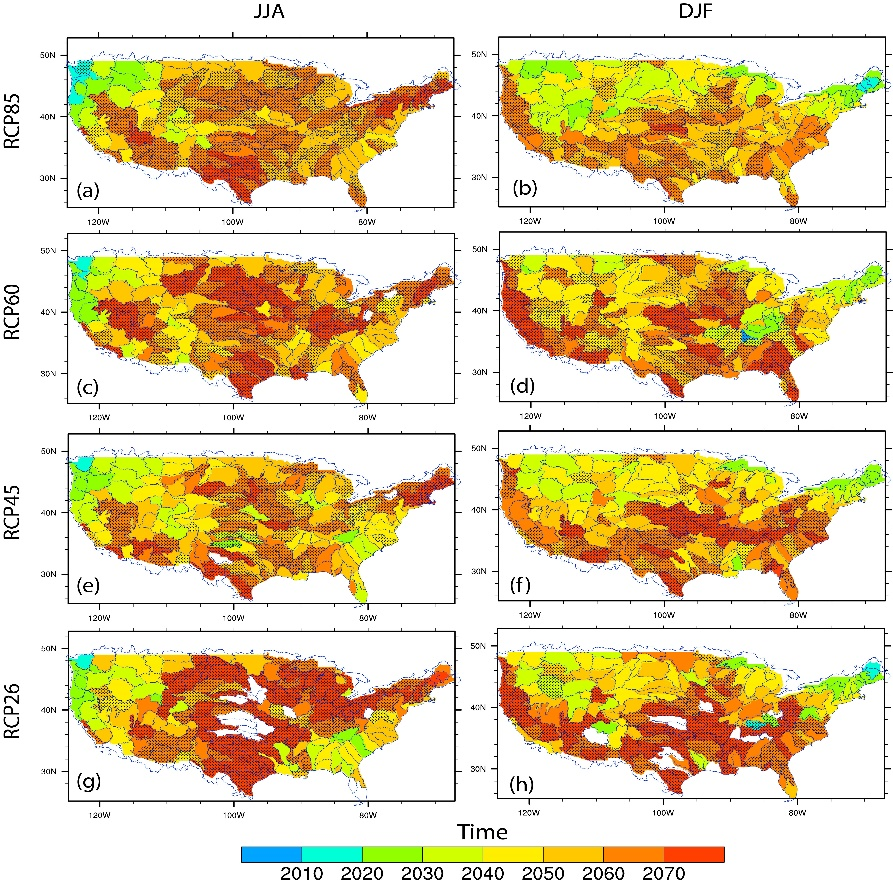 JJA DJF
RCP85
50N 50N
40N 40N
30N 30N
(a) (b)
120W 100W 80W 120W 100W 80W
RCP60
50N 50N
40N 40N
30N 30N
(c) (d)
120W 100W 80W 120W 100W 80W
RCP45
50N 50N
40N 40N
30N 30N
(e) (f)
120W 100W 80W 120W 100W 80W
RCP26
50N 50N
40N 40N
30N 30N
(g) (h)
120W 100W 80W 120W 100W 80W
Time
2010 2020 2030 2040 2050 2060 2070